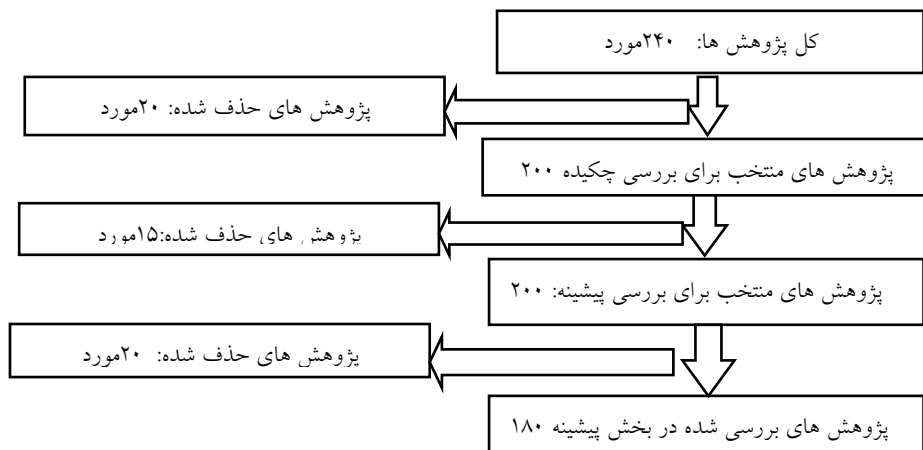 کل پژوهش ها: ۲۴۰مورد
پژوهش های حذف شده: ۲۰مورد
پژوهش های منتخب برای بررسی چکیده ۲۰۰
پژوهش های حذف شده:۱۵مورد
پژوهش های منتخب برای بررسی پیشینه: ۲۰۰
پژوهش های حذف شده: ۲۰مورد
پژوهش های بررسی شده در بخش پیشینه ۱۸۰